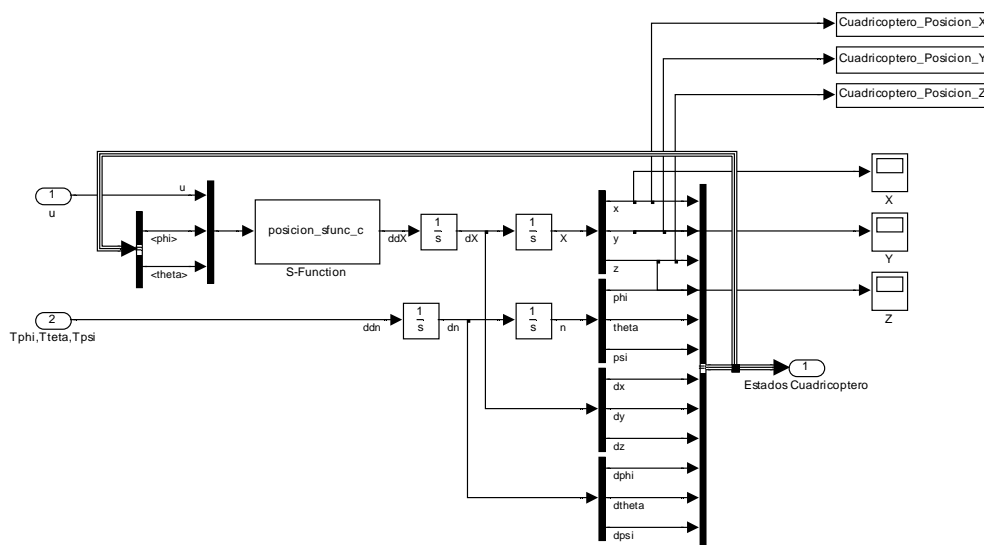 Cuadricoptero_Posicion_X
Cuadricoptero_Posicion_Y
Cuadricoptero_Posicion_Z
1
u
u
<phi>
<theta>
posicion_sfunc_c
S-Function
ddX
1
s
dX
1
s
X
x
y
z
X
Y
Z
2
Tphi,Tteta,Tpsi
ddn
1
s
dn
1
s
n
phi
theta
psi
dx
dy
dz
dphi
dtheta
dpsi
1
Estados Cuadricoptero